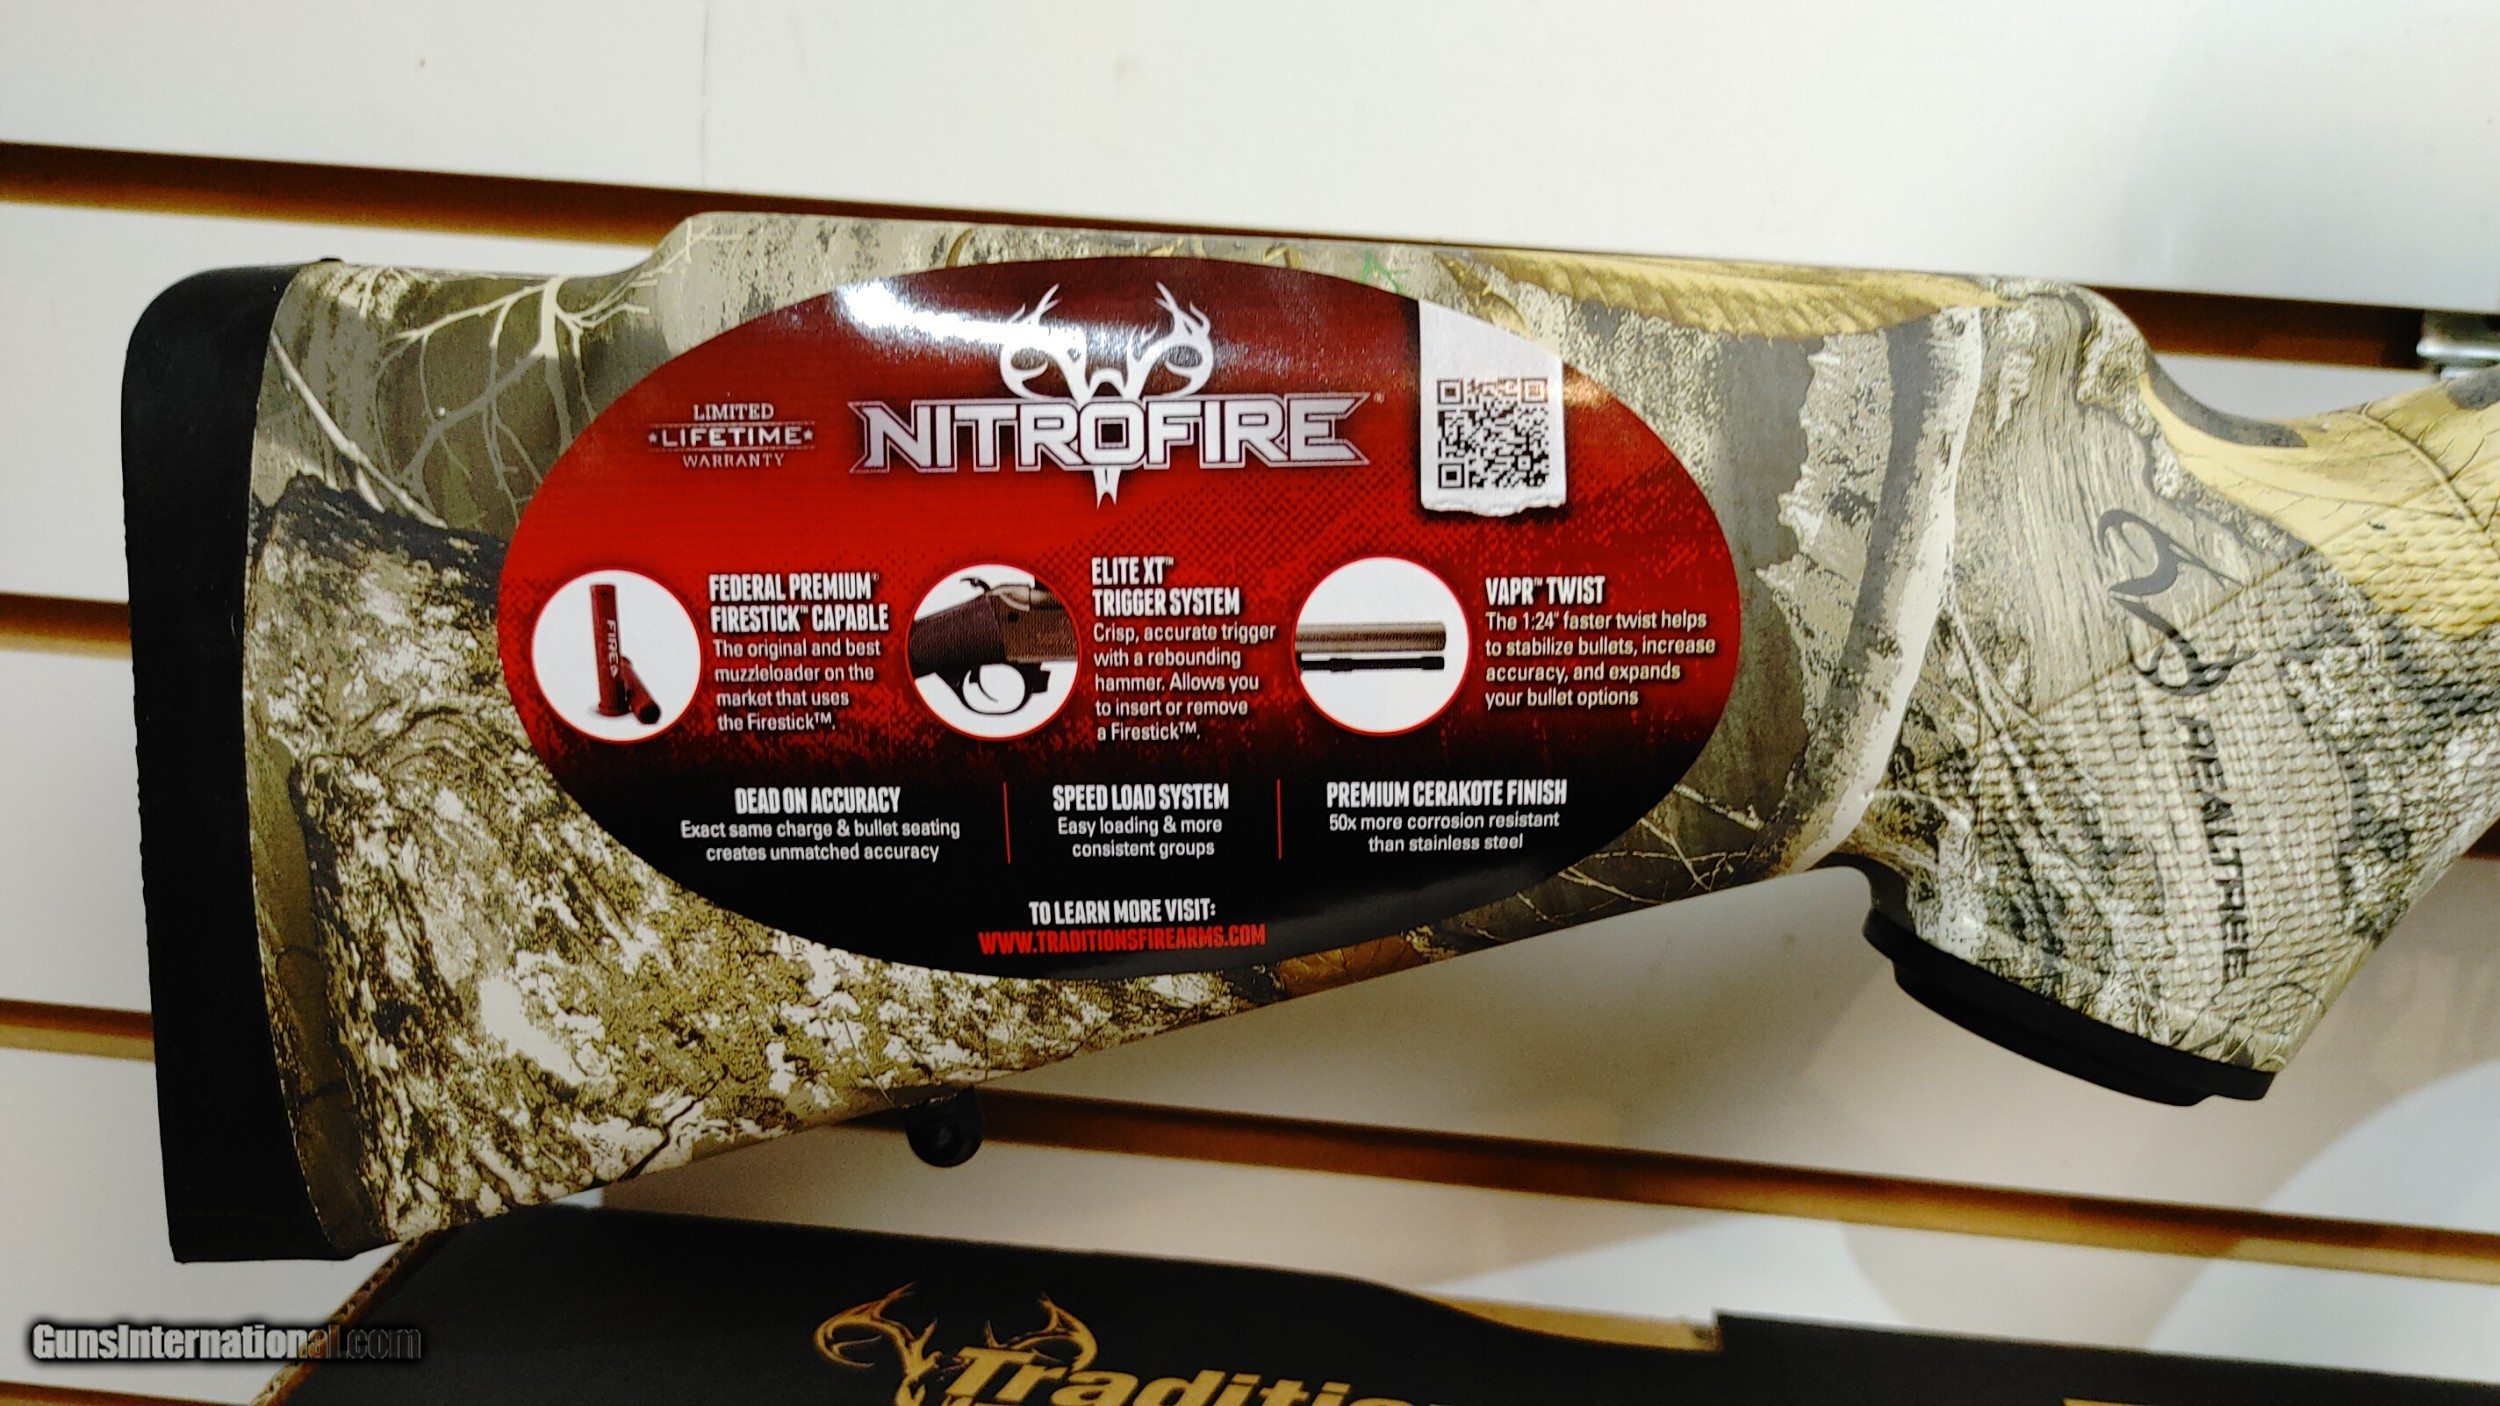 LIMITED
★LIFETIME★
WARRANTY
NITROFIRE®
FEDERAL PREMIUM®
FIRESTICK™ CAPABLE
The original and best
muzzleloader on the
market that uses
the Firestick™.
FIRE
ELITE XT™
TRIGGER SYSTEM
Crisp, accurate trigger
with a rebounding
hammer. Allows you
to insert or remove
a Firestick™.
VAPR™ TWIST
The 1:24" faster twist helps
to stabilize bullets, increase
accuracy, and expands
your bullet options
DEAD ON ACCURACY
Exact same charge & bullet seating
creates unmatched accuracy
SPEED LOAD SYSTEM
Easy loading & more
consistent groups
PREMIUM CERAKOTE FINISH
50x more corrosion resistant
than stainless steel
TO LEARN MORE VISIT:
WWW.TRADITIONSFIREARMS.COM
REALTREE
GunsInternational.com
Traditi